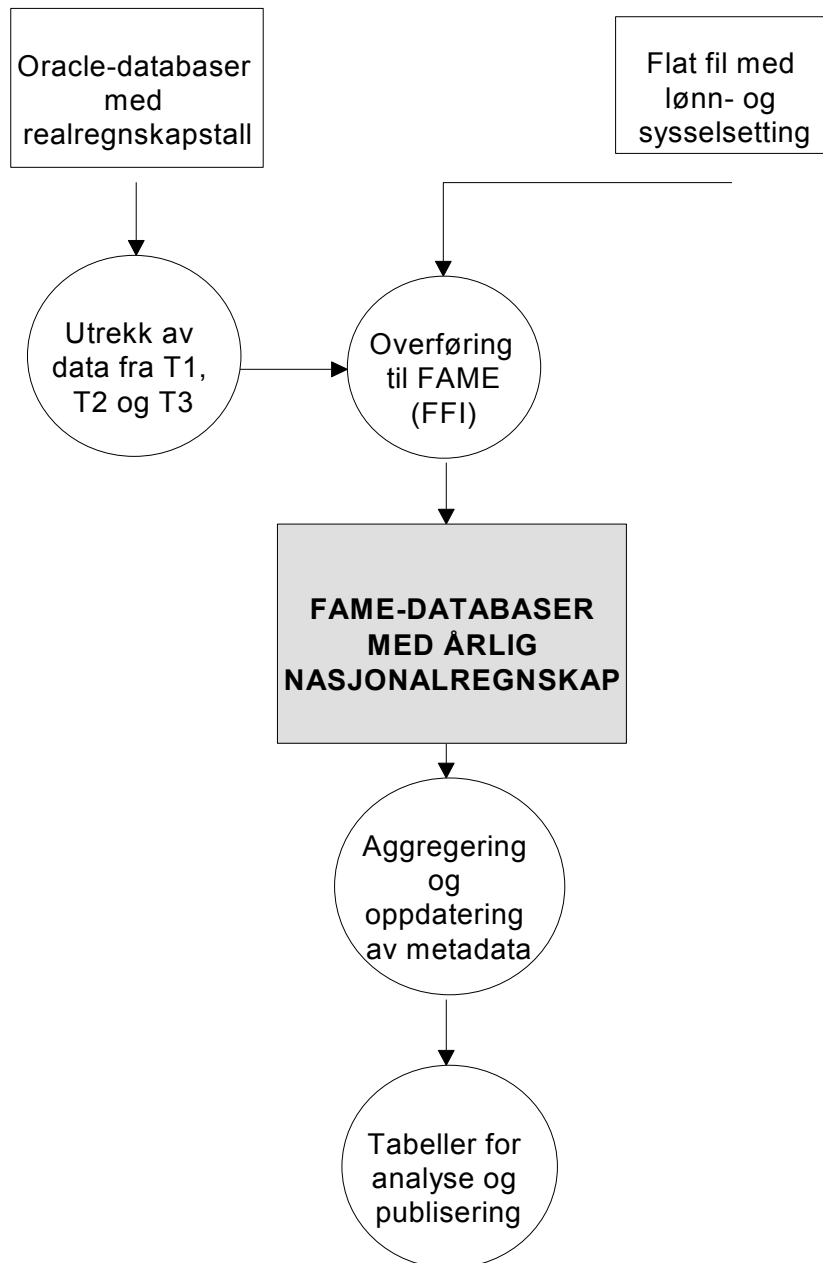 Oracle-databaser
med
realregnskapstall
Flat fil med
lønn- og
sysselsetting
Utrekk av
data fra T1,
T2 og T3
Overføring
til FAME
(FFI)
FAME-DATABASER
MED ÅRLIG
NASJONALREGNSKAP
Aggregering
og
oppdatering
av metadata
Tabeller for
analyse og
publisering